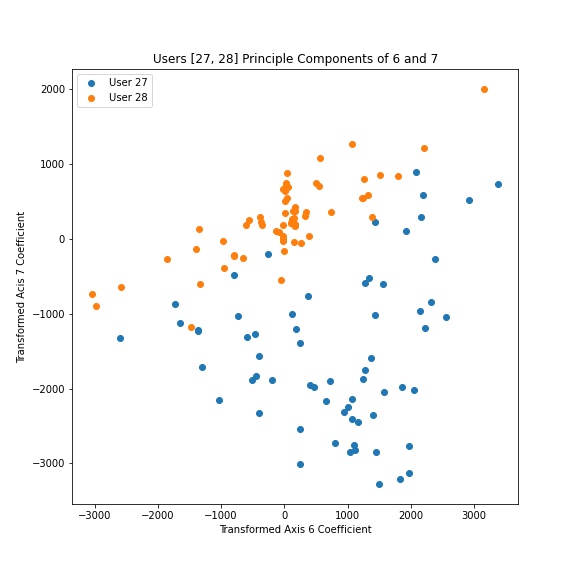 Users [27, 28] Principle Components of 6 and 7
User 27
User 28
Transformed Acis 7 Coefficient
2000
1000
0
−1000
−2000
−3000
−3000 −2000 −1000 0 1000 2000 3000
Transformed Axis 6 Coefficient